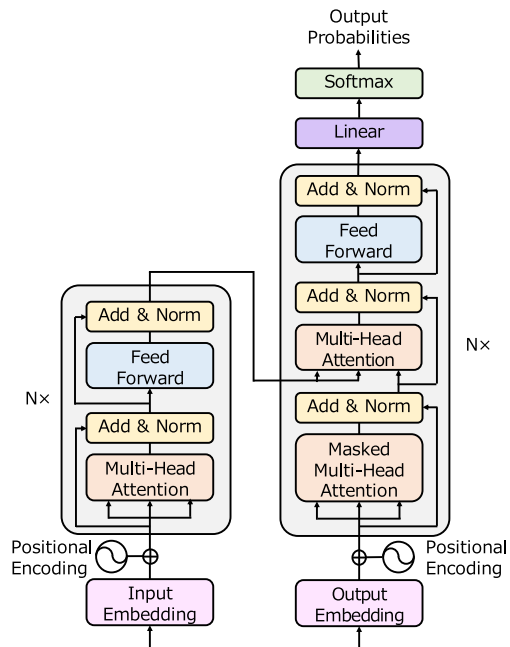 Output
Probabilities
Softmax
Linear
Add & Norm
Feed
Forward
Add & Norm
Multi-Head
Attention
N×
Add & Norm
Masked
Multi-Head
Attention
Positional
Encoding
Output
Embedding
Add & Norm
Feed
Forward
N×
Add & Norm
Multi-Head
Attention
Positional
Encoding
Input
Embedding